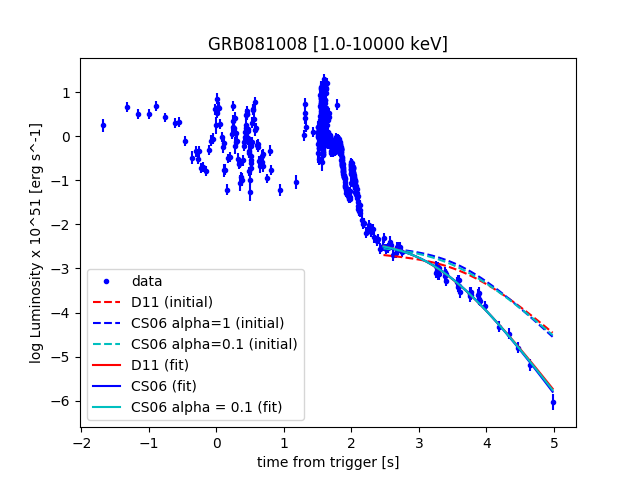 GRB081008 [1.0-10000 keV]
log Luminosity x 10^51 [erg s^-1]
1
0
−1
−2
−3
−4
−5
−6
data
D11 (initial)
CS06 alpha=1 (initial)
CS06 alpha=0.1 (initial)
D11 (fit)
CS06 (fit)
CS06 alpha = 0.1 (fit)
−2 −1 0 1 2 3 4 5
time from trigger [s]